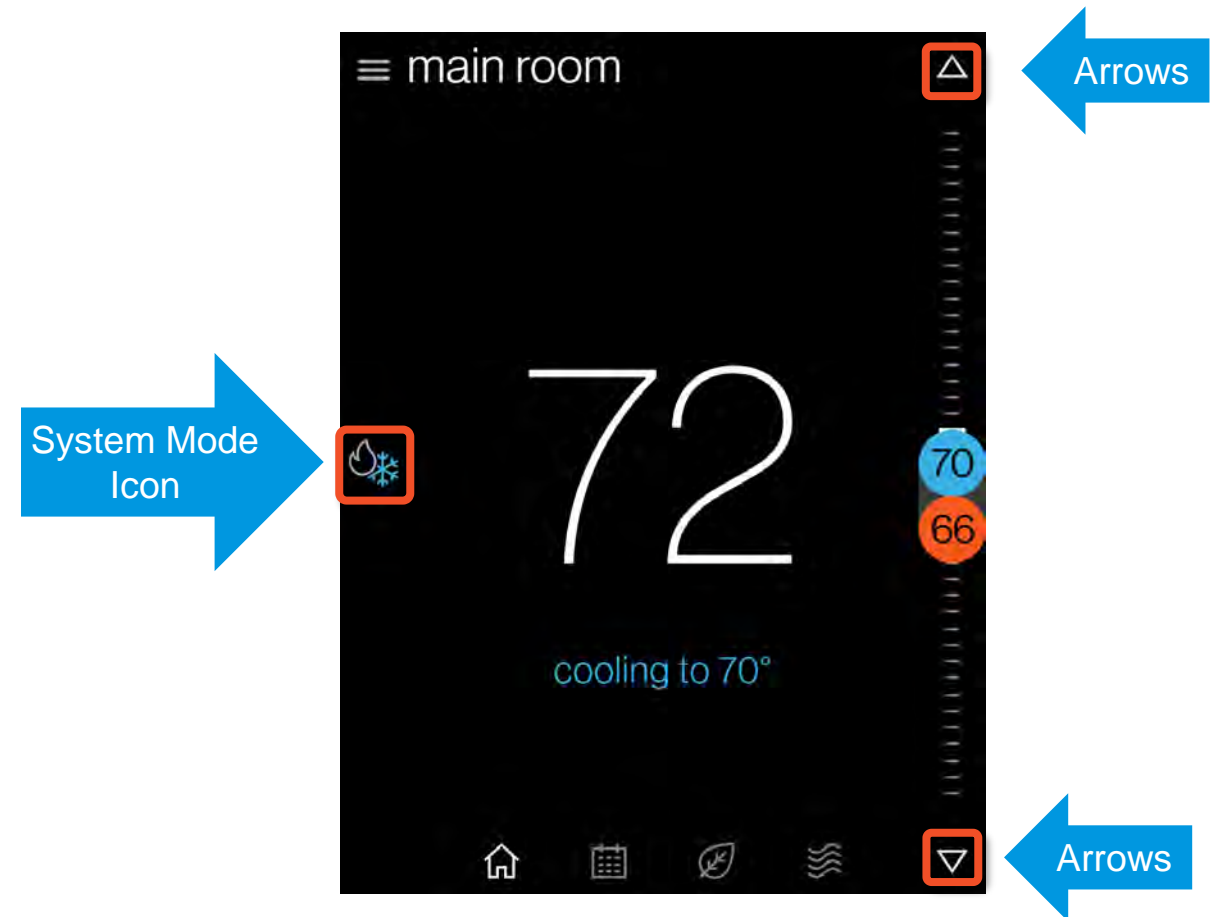 main room
Arrows
System Mode
Icon
72
70
66
cooling to 70°
Arrows